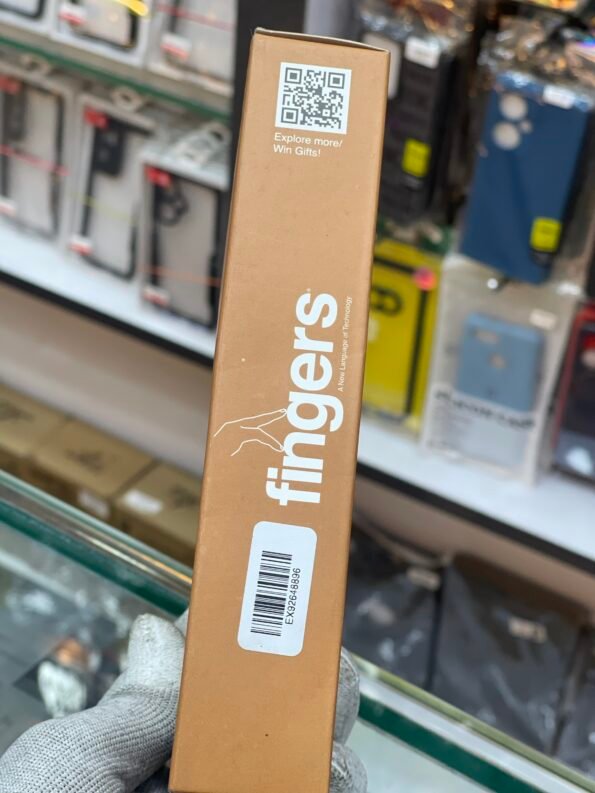 Explore more/
Win Gifts!
fingers
A New Language of Technology
EX92648896